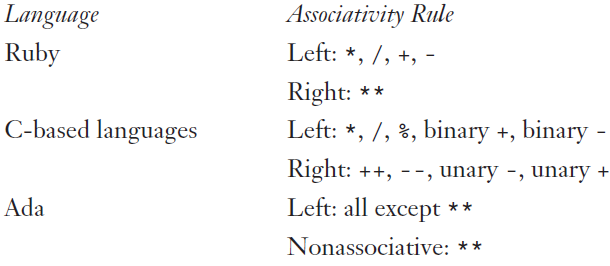 Language Associativity Rule
Ruby Left: *, /, +, -
Right: **
C-based languages Left: *, /, %, binary +, binary -
Right: ++, --, unary -, unary +
Ada Left: all except **
Nonassociative: **